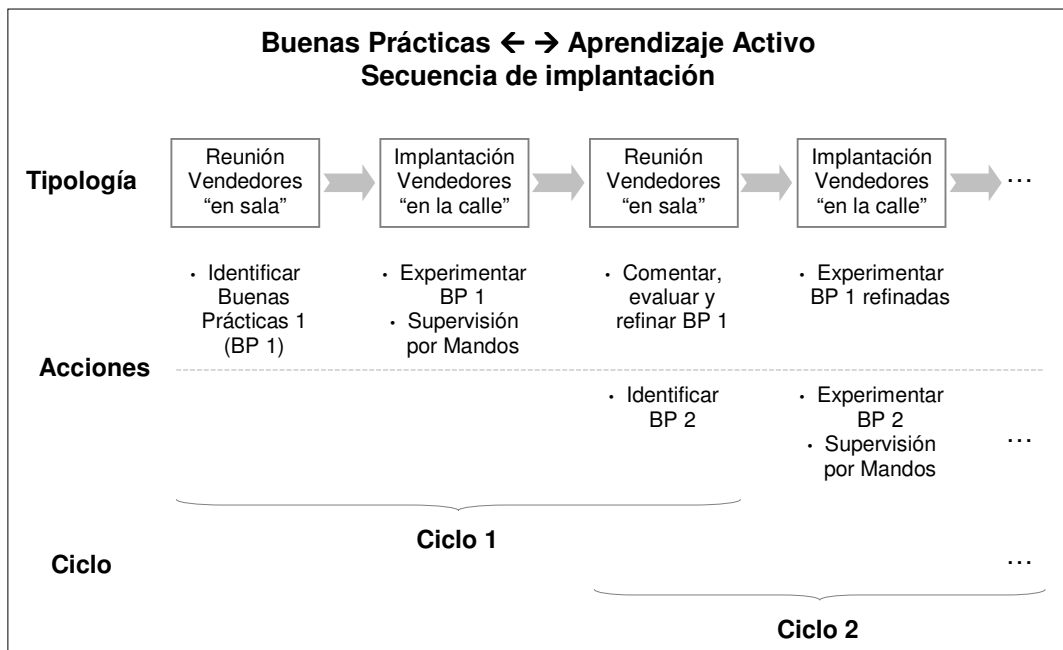 Buenas Prácticas ← → Aprendizaje Activo
Secuencia de implantación
Tipología
Reunión
Vendedores
“en sala”
Implantación
Vendedores
“en la calle”
Reunión
Vendedores
“en sala”
Implantación
Vendedores
“en la calle”
...
Acciones
• Identificar
Buenas
Prácticas 1
(BP 1)
• Experimentar
BP 1
• Supervisión
por Mandos
• Comentar,
evaluar y
refinar BP 1
• Experimentar
BP 1 refinadas
• Identificar
BP 2
• Experimentar
BP 2
• Supervisión
por Mandos
...
Ciclo 1
Ciclo
...
Ciclo 2